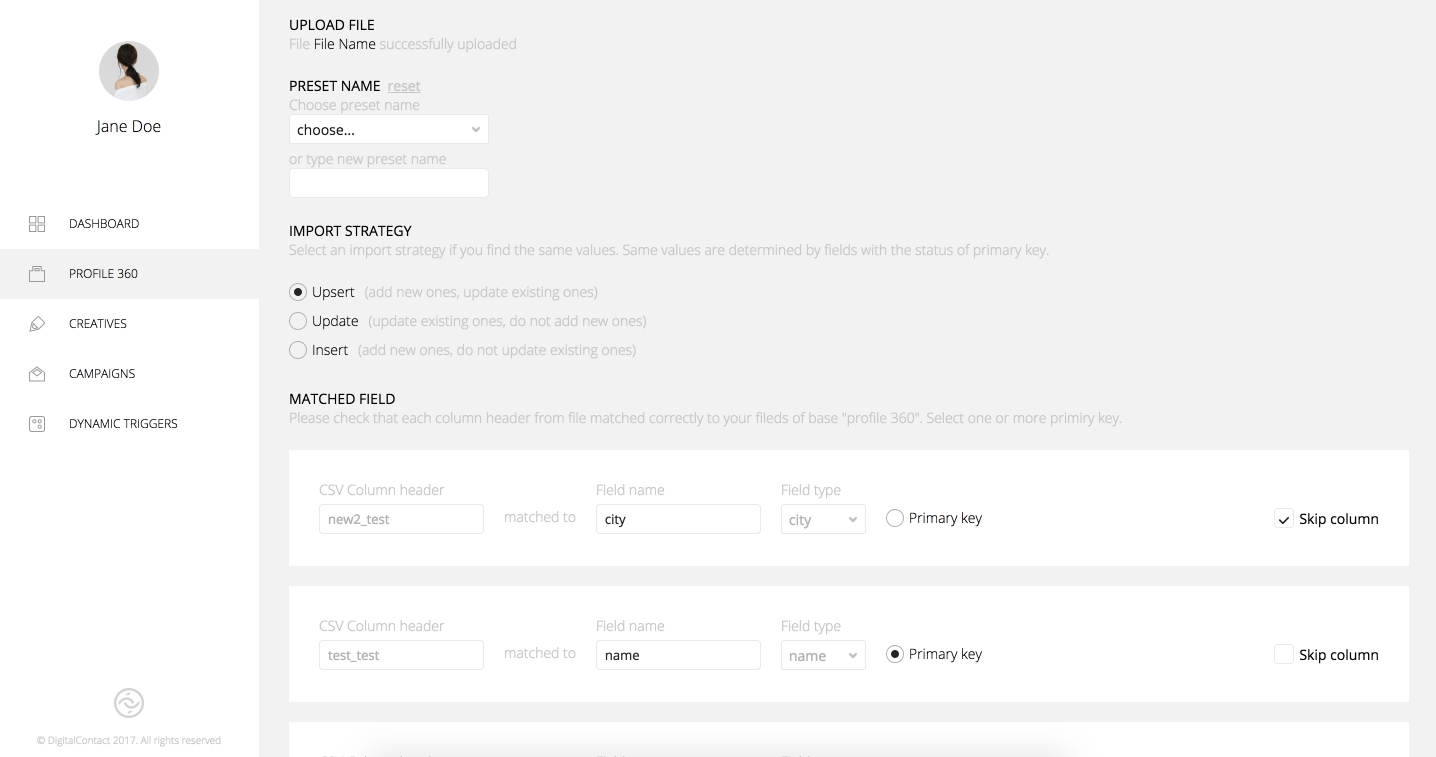 Jane Doe
DASHBOARD
PROFILE 360
CREATIVES
CAMPAIGNS
DYNAMIC TRIGGERS
© DigitalContact 2017. All rights reserved
UPLOAD FILE
File File Name successfully uploaded
PRESET NAME reset
Choose preset name
choose...
or type new preset name
IMPORT STRATEGY
Select an import strategy if you find the same values. Same values are determined by fields with the status of primary key.
Upsert (add new ones, update existing ones)
Update (update existing ones, do not add new ones)
Insert (add new ones, do not update existing ones)
MATCHED FIELD
Please check that each column header from file matched correctly to your fileds of base "profile 360". Select one or more primiry key.
CSV Column header Field name Field type
new2_test matched to city city Primary key Skip column
CSV Column header Field name Field type
test_test matched to name name Primary key Skip column